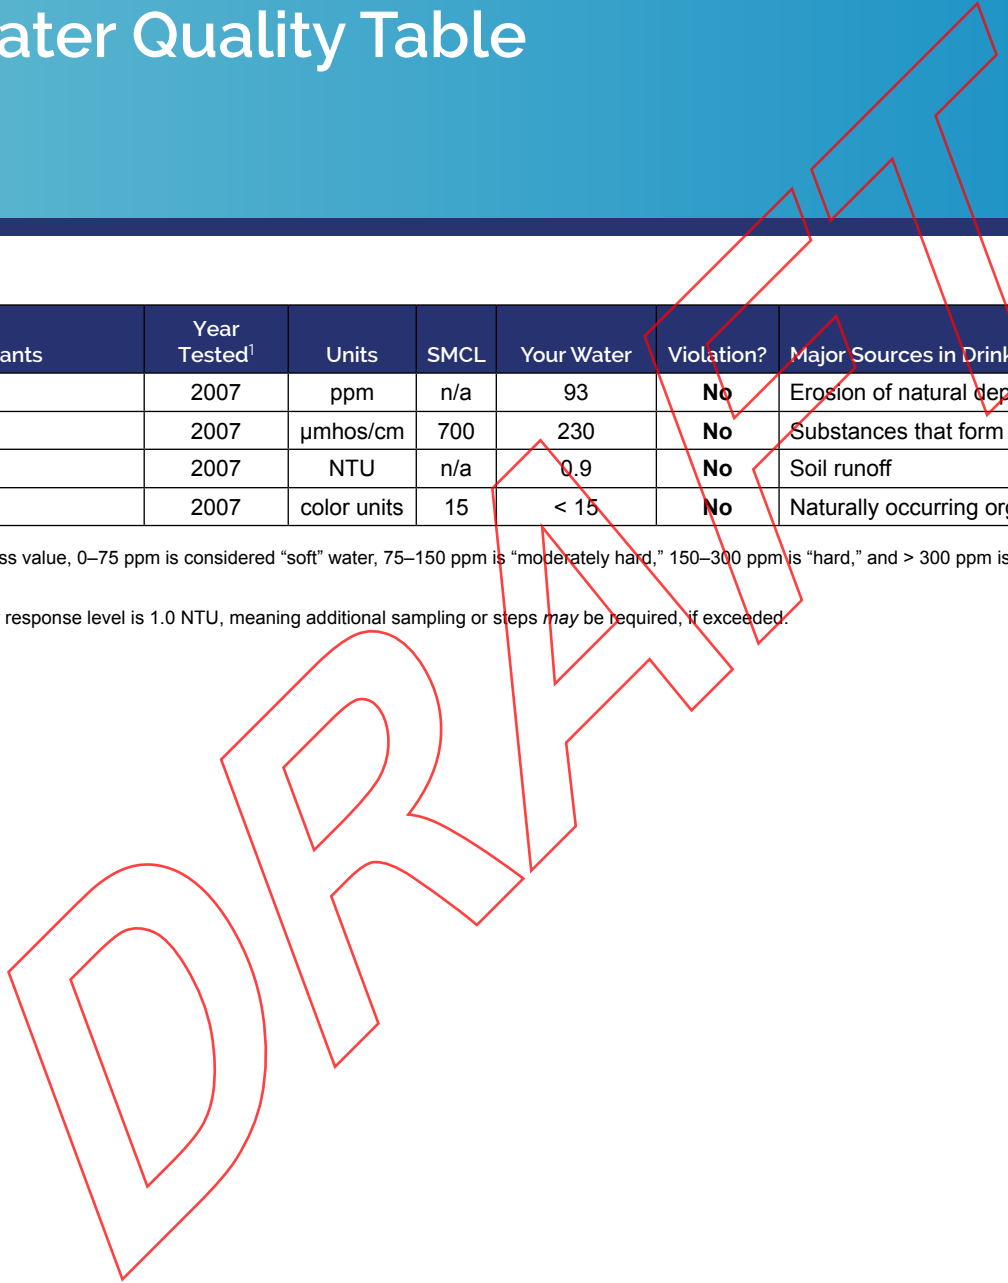 ater Quality Table
ants Year Tested1 Units SMCL Your Water Violation? Major Sources in Drink
2007 ppm n/a 93 No Erosion of natural dep
2007 µmhos/cm 700 230 No Substances that form
2007 NTU n/a 0.9 No Soil runoff
2007 color units 15 < 15 No Naturally occurring org
ss value, 0–75 ppm is considered “soft” water, 75–150 ppm is “moderately hard,” 150–300 ppm is “hard,” and > 300 ppm is
response level is 1.0 NTU, meaning additional sampling or steps may be required, if exceeded.
DRAFT